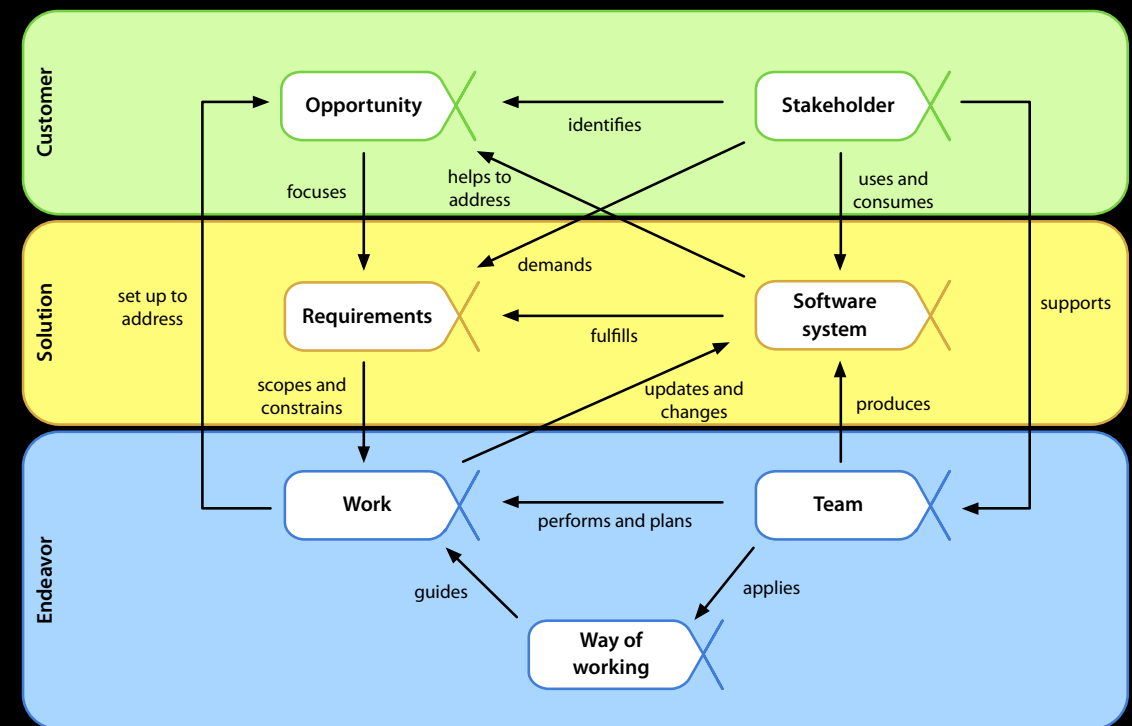 Customer
Opportunity
Stakeholder
identifies
focuses
helps to
address
uses and
consumes
Solution
set up to
address
demands
Requirements
Software
system
fulfills
supports
scopes and
constrains
updates and
changes
produces
Endeavor
Work
Team
performs and plans
guides
applies
Way of
working